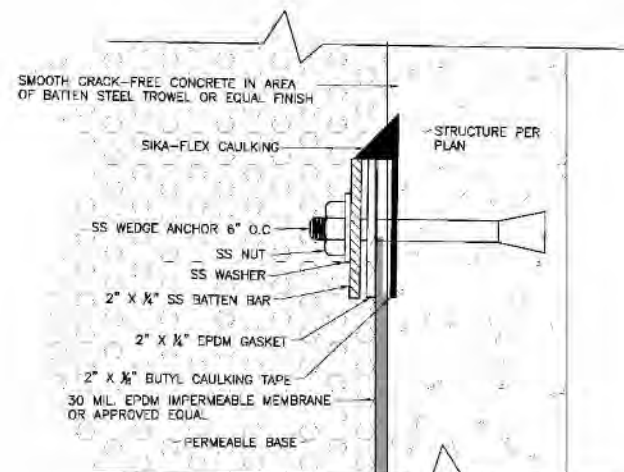 SMOOTH CRACK-FREE CONCRETE IN AREA
OF BATTEN STEEL TROWEL OR EQUAL FINISH
SIKA-FLEX CAULKING
STRUCTURE PER
PLAN
SS WEDGE ANCHOR 6" O.C
SS NUT
SS WASHER
2" X ¼" SS BATTEN BAR
2" X ¼" EPDM GASKET
2" X ⅛" BUTYL CAULKING TAPE
30 MIL. EPDM IMPERMEABLE MEMBRANE
OR APPROVED EQUAL
PERMEABLE BASE